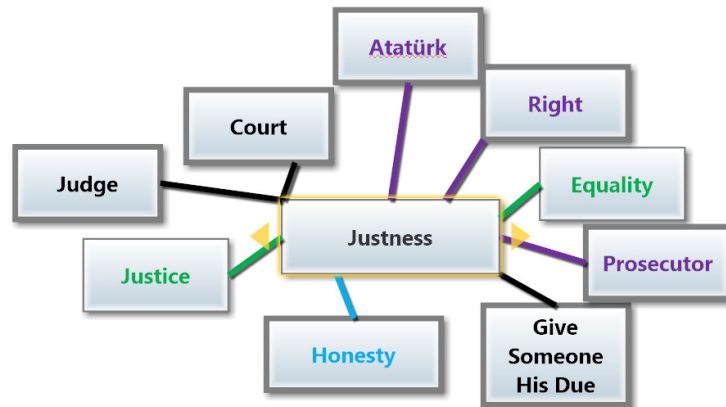 Atatürk
Right
Court
Judge
Equality
Justness
Prosecutor
Justice
Give
Someone
His Due
Honesty